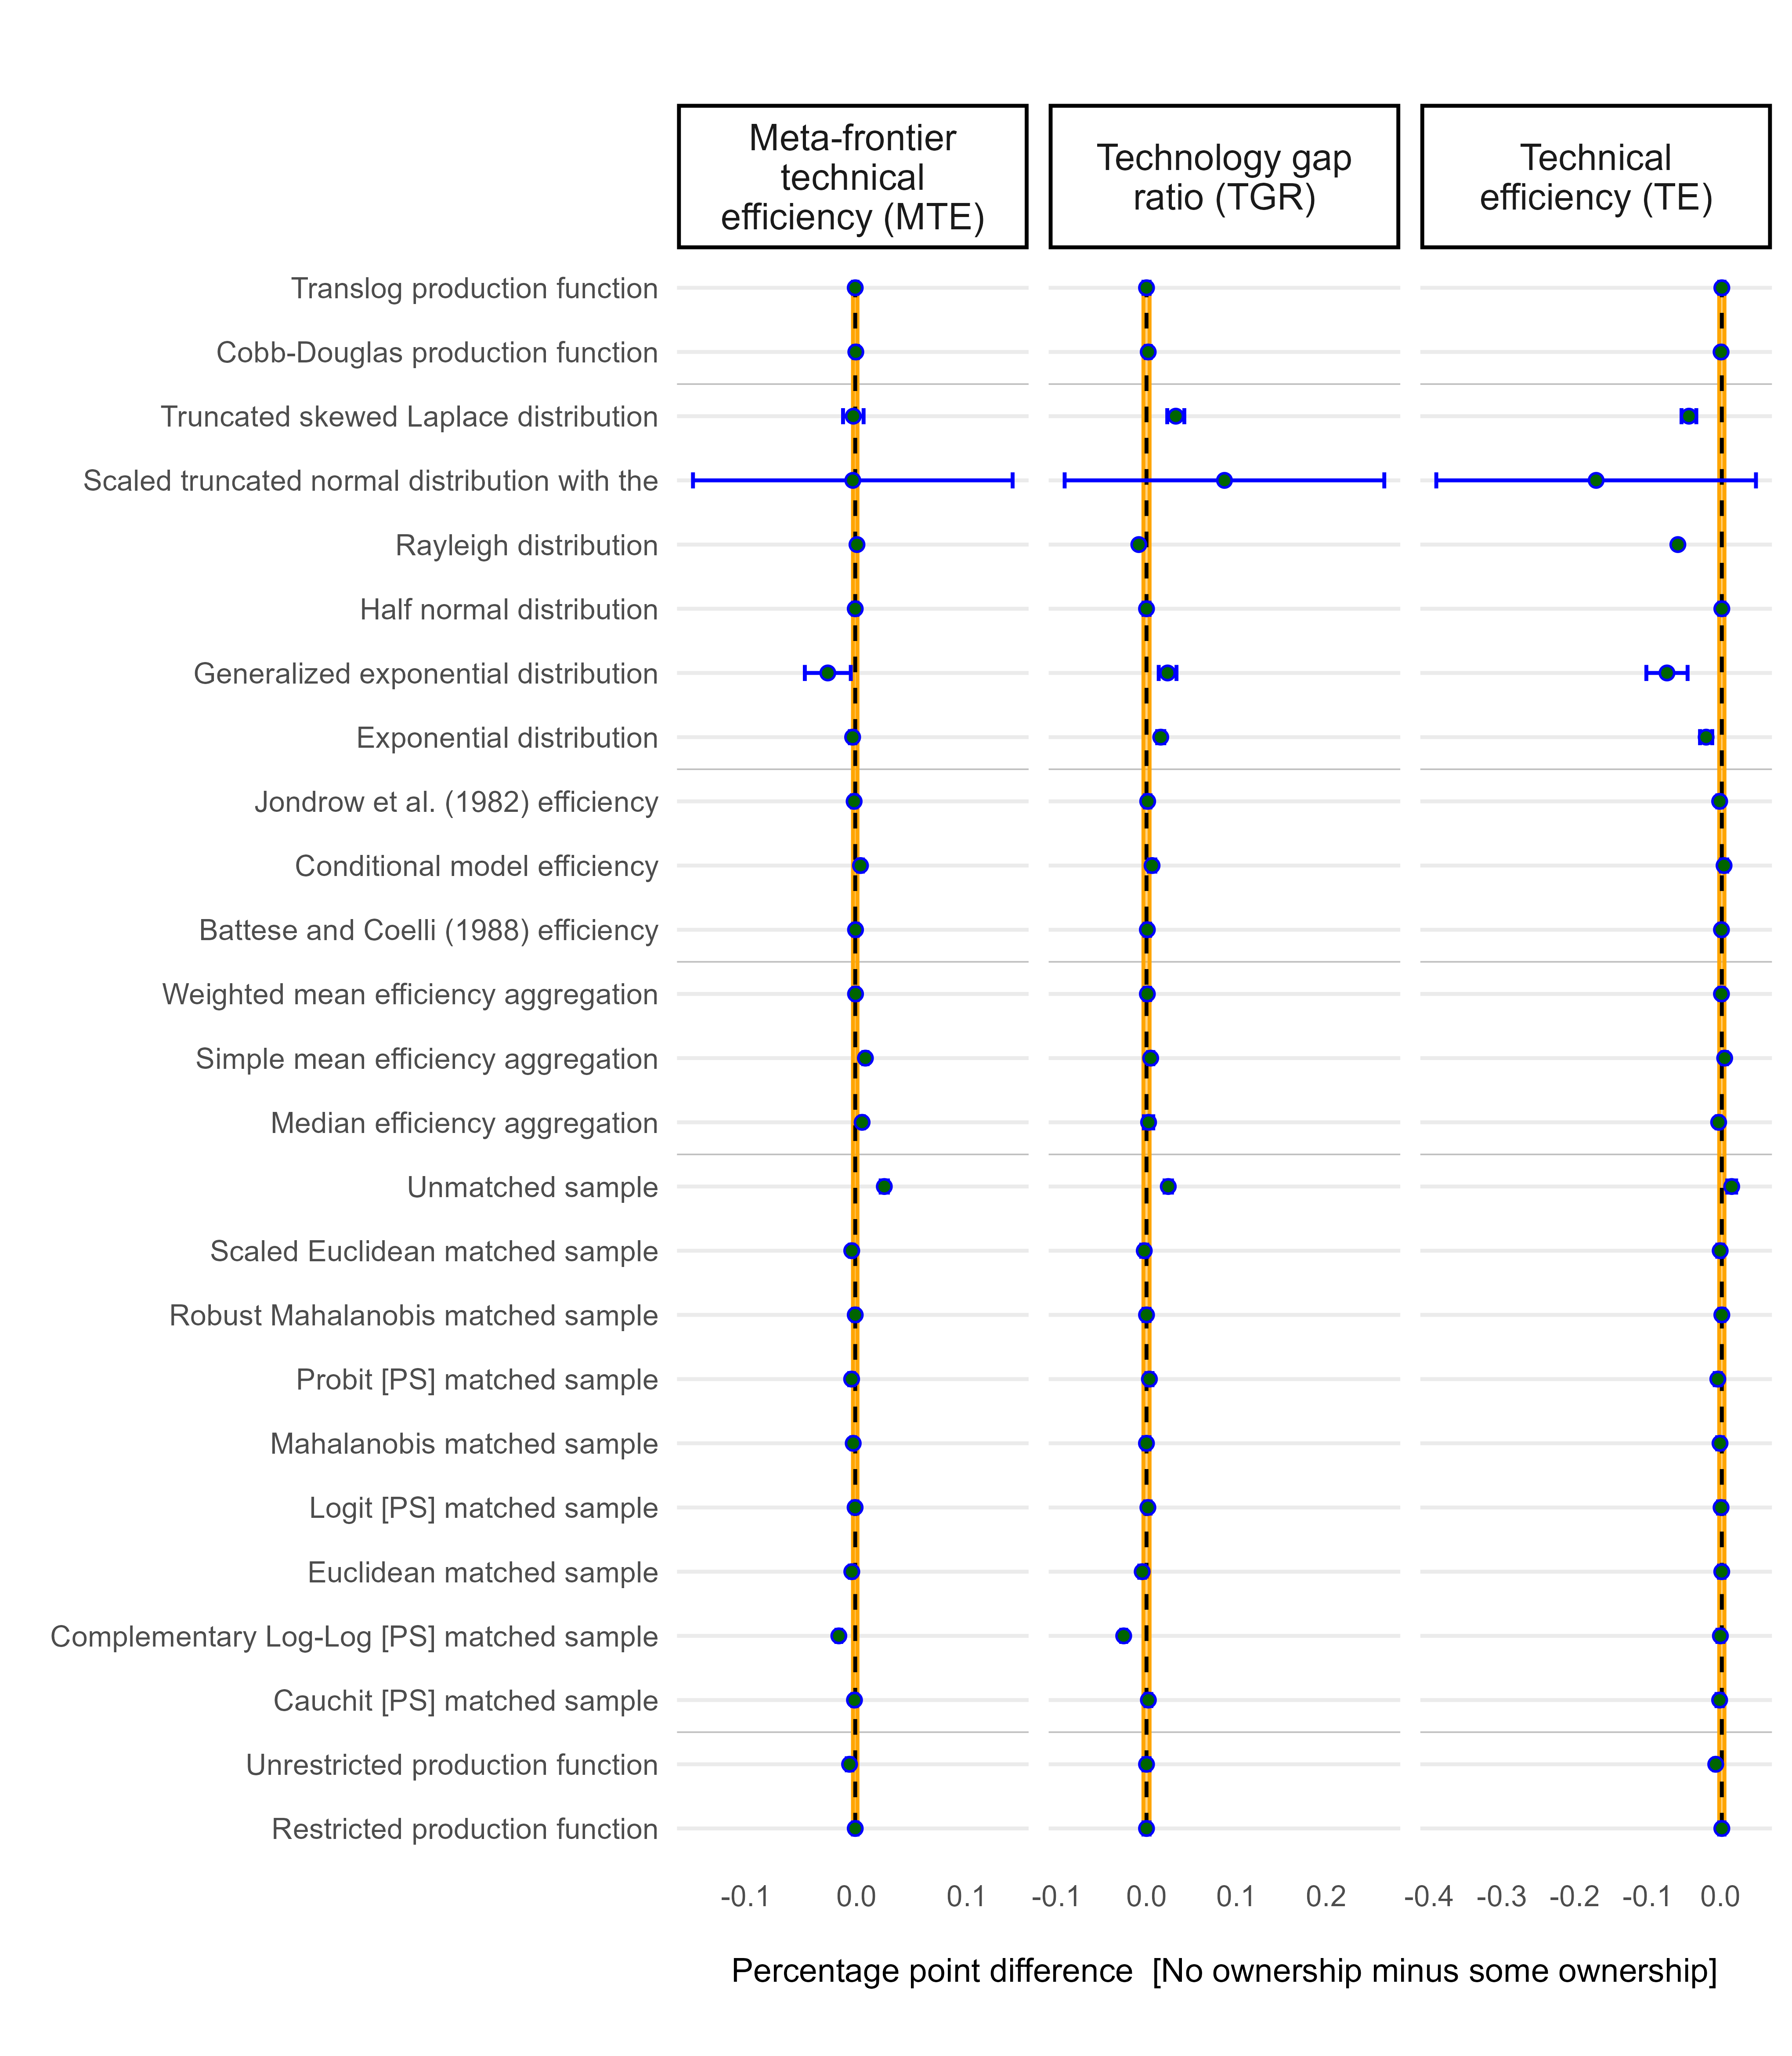 Meta-frontier
technical
efficiency (MTE)
Technology gap
ratio (TGR)
Technical
efficiency (TE)
Translog production function
Cobb-Douglas production function
Truncated skewed Laplace distribution
Scaled truncated normal distribution with the
Rayleigh distribution
Half normal distribution
Generalized exponential distribution
Exponential distribution
Jondrow et al. (1982) efficiency
Conditional model efficiency
Battese and Coelli (1988) efficiency
Weighted mean efficiency aggregation
Simple mean efficiency aggregation
Median efficiency aggregation
Unmatched sample
Scaled Euclidean matched sample
Robust Mahalanobis matched sample
Probit [PS] matched sample
Mahalanobis matched sample
Logit [PS] matched sample
Euclidean matched sample
Complementary Log-Log [PS] matched sample
Cauchit [PS] matched sample
Unrestricted production function
Restricted production function
-0.1 0.0 0.1
-0.1 0.0 0.1 0.2
-0.4 -0.3 -0.2 -0.1 0.0
Percentage point difference [No ownership minus some ownership]